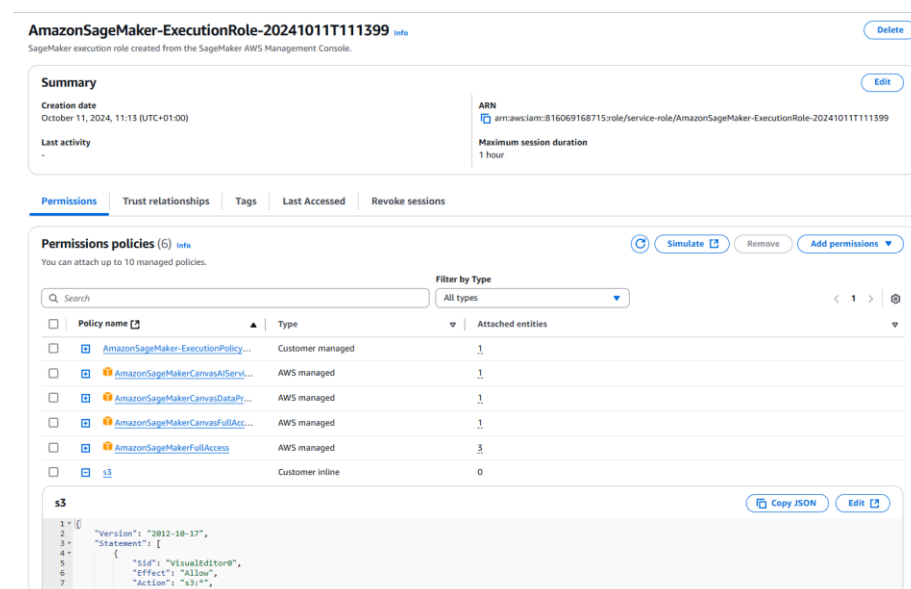 AmazonSageMaker-ExecutionRole-20241011T111399 Info
Delete
SageMaker execution role created from the SageMaker AWS Management Console.
Summary
Edit
Creation date
October 11, 2024, 11:13 (UTC+01:00)
ARN
arn:aws:iam::816069168715:role/service-role/AmazonSageMaker-ExecutionRole-20241011T111399
Last activity
-
Maximum session duration
1 hour
Permissions Trust relationships Tags Last Accessed Revoke sessions
Permissions policies (6) Info
Simulate Remove Add permissions
You can attach up to 10 managed policies.
Filter by Type
Search
All types
1
Policy name Type Attached entities
AmazonSageMaker-ExecutionPolicy... Customer managed 1
AmazonSageMakerCanvasAIServi... AWS managed 1
AmazonSageMakerCanvasDataPr... AWS managed 1
AmazonSageMakerCanvasFullAcc... AWS managed 1
AmazonSageMakerFullAccess AWS managed 3
s3 Customer inline 0
s3
Copy JSON Edit
1 {
2 "Version": "2012-10-17",
3 "Statement": [
4 {
5 "Sid": "VisualEditor0",
6 "Effect": "Allow",
7 "Action": "s3:*",